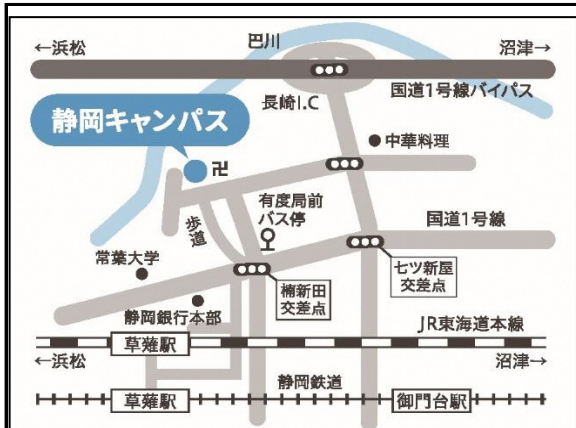 ←浜松
巴川
沼津→
長崎I.C
国道1号線バイパス
静岡キャンパス
卍
中華料理
有度局前
バス停
歩道
国道1号線
常葉大学
七ツ新屋
交差点
楠新田
交差点
静岡銀行本部
JR東海道本線
草薙駅
←浜松
沼津→
静岡鉄道
草薙駅
御門台駅